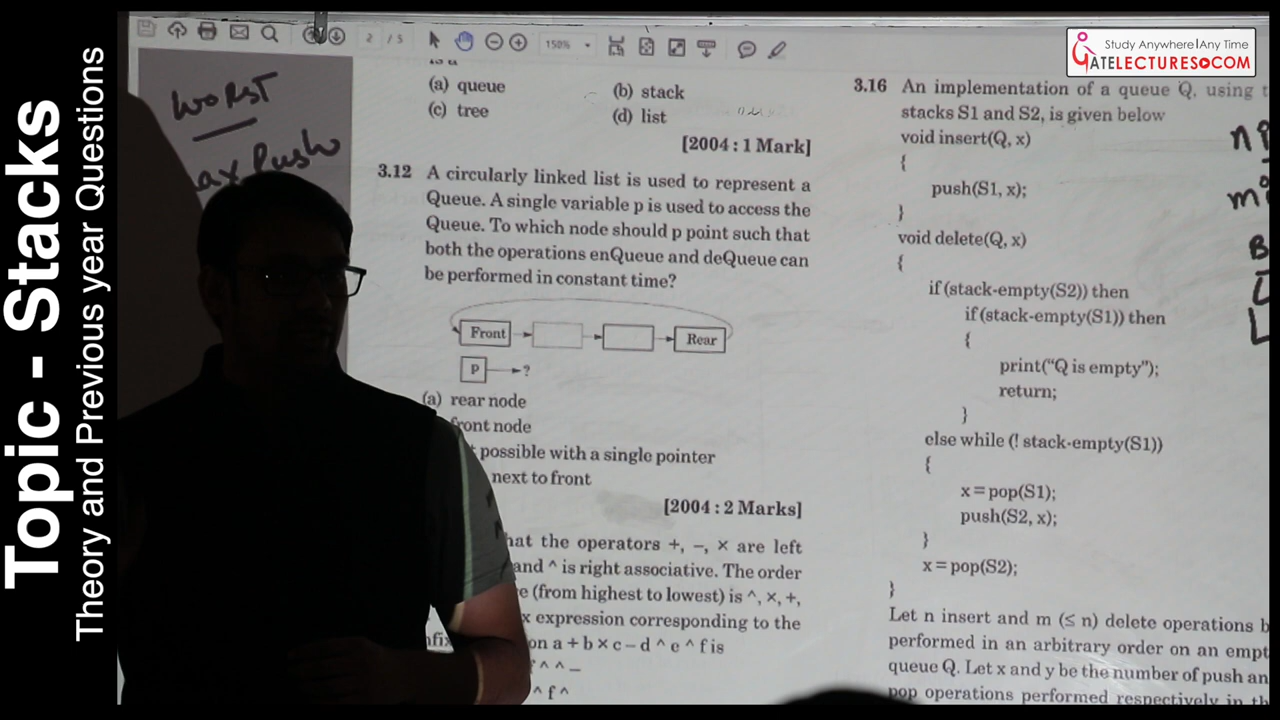 Topic - Stacks
Theory and Previous year Questions
Study Anywhere | Any Time
GATELECTURES.COM
2 / 5
150%
WORST
Push
(a) queue (b) stack
(c) tree (d) list
[2004 : 1 Mark]
3.12 A circularly linked list is used to represent a
Queue. A single variable p is used to access the
Queue. To which node should p point such that
both the operations enQueue and deQueue can
be performed in constant time?
Front
Rear
p ?
(a) rear node
front node
possible with a single pointer
next to front
[2004 : 2 Marks]
that the operators +, –, × are left
and ^ is right associative. The order
(from highest to lowest) is ^, ×, +,
expression corresponding to the
on a + b × c – d ^ e ^ f is
^ ^ –
^ f ^
3.16 An implementation of a queue Q, using
stacks S1 and S2, is given below
void insert(Q, x)
{
push(S1, x);
}
void delete(Q, x)
{
if (stack-empty(S2)) then
if (stack-empty(S1)) then
{
print("Q is empty");
return;
}
else while (! stack-empty(S1))
{
x = pop(S1);
push(S2, x);
}
x = pop(S2);
}
Let n insert and m (≤ n) delete operations
performed in an arbitrary order on an
queue Q. Let x and y be the number of push
pop operations performed respectively in